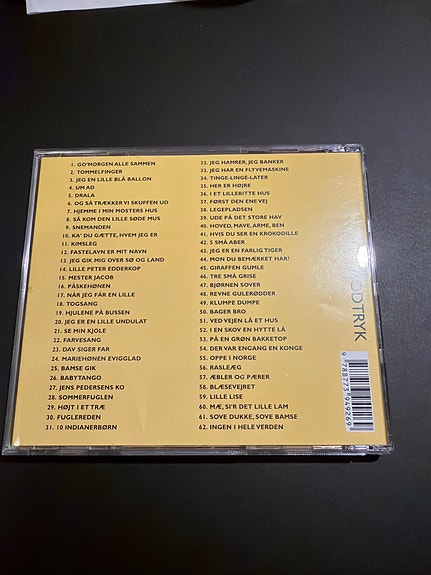 1. GO'MORGEN ALLE SAMMEN
2. TOMMELFINGER
3. JEG EN LILLE BLÅ BALLON
4. UM AD
5. DRALA
6. OG SÅ TRÆKKER VI SKUFFEN UD
7. HJEMME I MIN MOSTERS HUS
8. SÅ KOM DEN LILLE SØDE MUS
9. SNEMANDEN
10. KA' DU GÆTTE, HVEM JEG ER
11. KIMSLEG
12. FASTELAVN ER MIT NAVN
13. JEG GIK MIG OVER SØ OG LAND
14. LILLE PETER EDDERKOP
15. MESTER JACOB
16. PÅSKEHØNEN
17. NÅR JEG FÅR EN LILLE
18. TOGSANG
19. HJULENE PÅ BUSSEN
20. JEG ER EN LILLE UNDULAT
21. SE MIN KJOLE
22. FARVESANG
23. DAV SIGER FAR
24. MARIEHØNEN EVIGGLAD
25. BAMSE GIK
26. BABYTANGO
27. JENS PEDERSENS KO
28. SOMMERFUGLEN
29. HØJT I ET TRÆ
30. FUGLEREDEN
31. 10 INDIANERBØRN
32. JEG HAMRER, JEG BANKER
33. JEG HAR EN FLYVEMASKINE
34. TINGE-LINGE-LATER
35. HER ER HØJRE
36. I ET LILLEBITTE HUS
37. FØRST DEN ENE VEJ
38. LEGEPLADSEN
39. UDE PÅ DET STORE HAV
40. HOVED, MAVE, ARME, BEN
41. HVIS DU SER EN KROKODILLE
42. 5 SMÅ ABER
43. JEG ER EN FARLIG TIGER
44. MON DU BEMÆRKET HAR?
45. GIRAFFEN GUMLE
46. TRE SMÅ GRISE
47. BJØRNEN SOVER
48. REVNE GULERØDDER
49. KLUMPE DUMPE
50. BAGER BRO
51. VED VEJEN LÅ ET HUS
52. I EN SKOV EN HYTTE LÅ
53. PÅ EN GRØN BAKKETOP
54. DER VAR ENGANG EN KONGE
55. OPPE I NORGE
56. RASLEÆG
57. ÆBLER OG PÆRER
58. BLÆSEVEJRET
59. LILLE LISE
60. MÆ, SI'R DET LILLE LAM
61. SOVE DUKKE, SOVE BAMSE
62. INGEN I HELE VERDEN
9 788773 949269